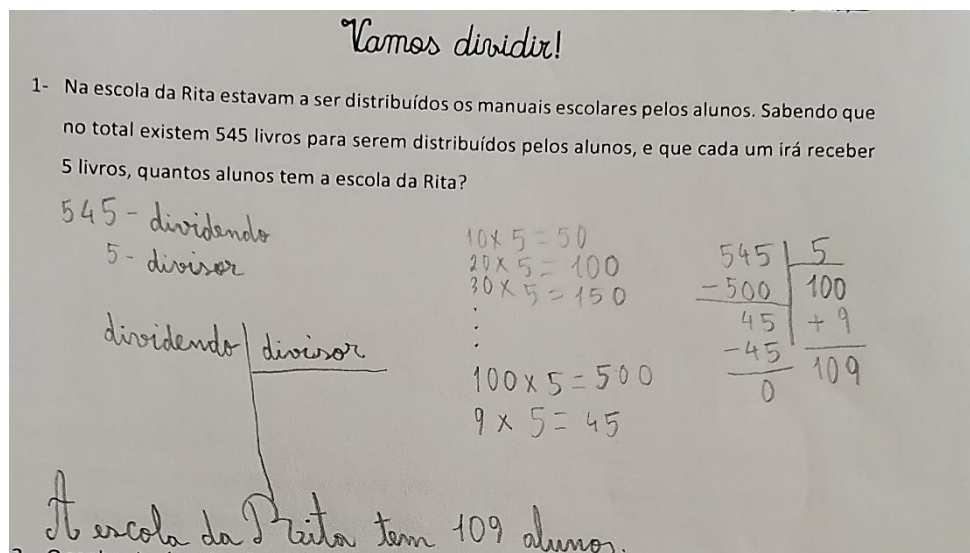 Vamos dividir!
1- Na escola da Rita estavam a ser distribuídos os manuais escolares pelos alunos. Sabendo que
no total existem 545 livros para serem distribuídos pelos alunos, e que cada um irá receber
5 livros, quantos alunos tem a escola da Rita?
545 - dividendo
5 - divisor
dividendo divisor
10 x 5 = 50
20 x 5 = 100
30 x 5 = 150
.
.
.
100 x 5 = 500
9 x 5 = 45
545 5
-500 100
45 + 9
-45 109
0
A escola da Rita tem 109 alunos.